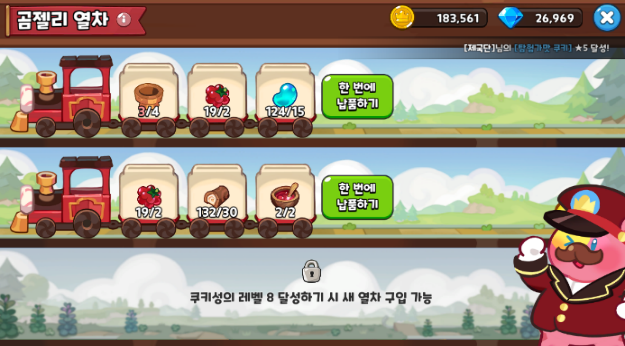 곰젤리 열차
183,561
26,969
[제국단]님의 [탐험가맛 쿠키] ★5 달성!
3/4
19/2
124/15
한 번에
납품하기
19/2
132/30
2/2
한 번에
납품하기
쿠키성의 레벨 8 달성하기 시 새 열차 구입 가능